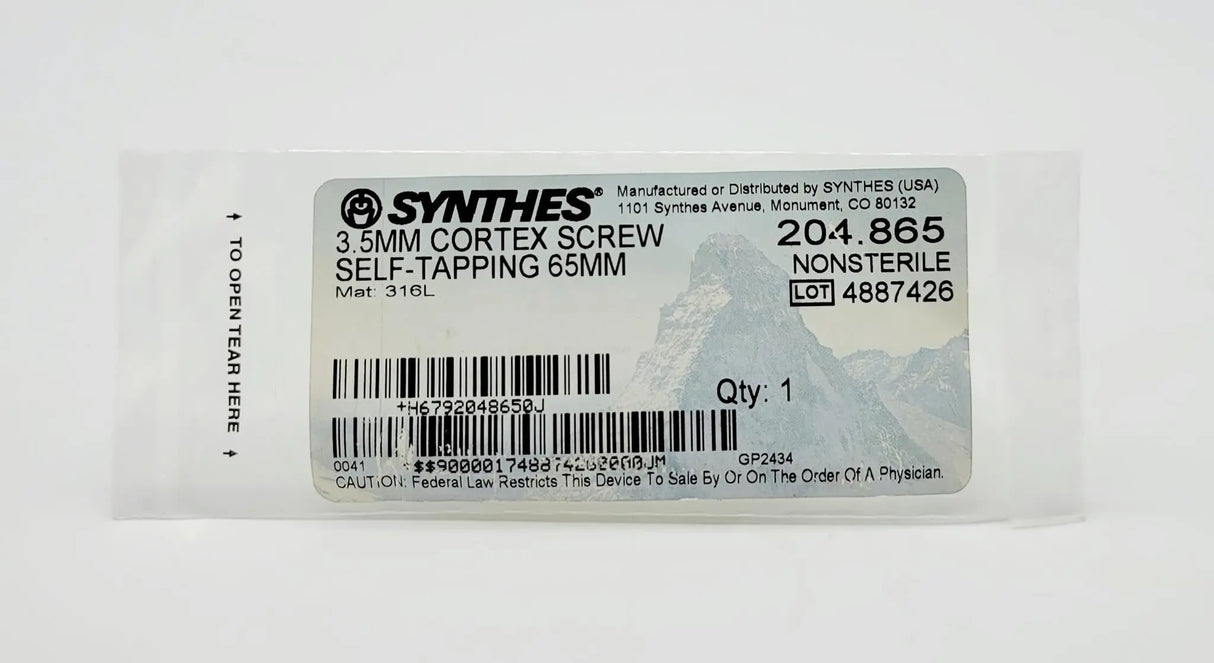 TO OPEN TEAR HERE
SYNTHES®
Manufactured or Distributed by SYNTHES (USA)
1101 Synthes Avenue, Monument, CO 80132
3.5MM CORTEX SCREW
SELF-TAPPING 65MM
Mat: 316L
204.865
NONSTERILE
LOT 4887426
Qty: 1
+H6792048650J
0041
GP2434
CAUTION: Federal Law Restricts This Device To Sale By Or On The Order Of A Physician.